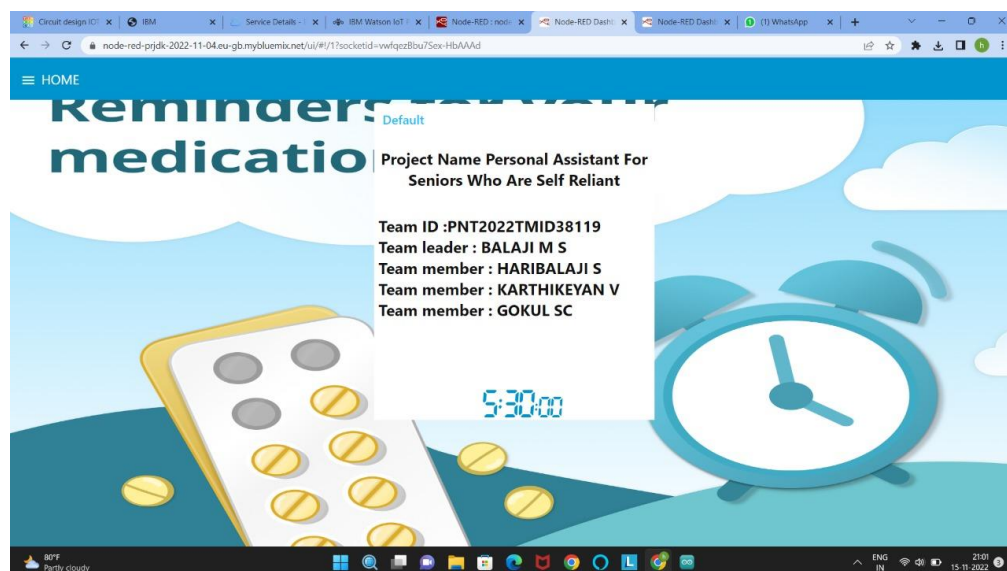 Circuit design IOT
IBM
Service Details - I
IBM Watson IoT P
Node-RED : node
Node-RED Dashb
Node-RED Dashb
(1) WhatsApp
node-red-prjdk-2022-11-04.eu-gb.mybluemix.net/ui/#!/1?socketid=vwfqezBbu7Sex-HbAAAd
h
HOME
Reminders for your
medicatio
Default
Project Name Personal Assistant For
Seniors Who Are Self Reliant
Team ID :PNT2022TMID38119
Team leader : BALAJI M S
Team member : HARIBALAJI S
Team member : KARTHIKEYAN V
Team member : GOKUL SC
5:30:00
80°F
Partly cloudy
ENG
IN
21:01
15-11-2022